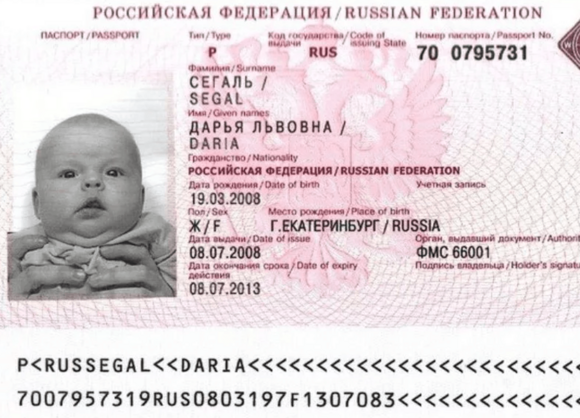 РОССИЙСКАЯ ФЕДЕРАЦИЯ / RUSSIAN FEDERATION
ПАСПОРТ / PASSPORT
Тип / Type
Код государства / Code of
выдачи issuing State
Номер паспорта / Passport No.
P
RUS
70 0795731
Фамилия / Surname
СЕГАЛЬ /
SEGAL
Имя / Given names
ДАРЬЯ ЛЬВОВНА /
DARIA
Гражданство / Nationality
РОССИЙСКАЯ ФЕДЕРАЦИЯ / RUSSIAN FEDERATION
Дата рождения / Date of birth
Учетная запись
19.03.2008
Пол / Sex
Место рождения / Place of birth
Ж / F
Г.ЕКАТЕРИНБУРГ / RUSSIA
Дата выдачи / Date of issue
Орган, выдавший документ / Authorit
08.07.2008
ФМС 66001
Дата окончания срока / Date of expiry
действия
Подпись владельца / Holder's signatu
08.07.2013
P<RUSSEGAL<<DARIA<<<<<<<<<<<<<<<<<<<<<<<<<<<
7007957319RUS0803197F1307083<<<<<<<<<<<<<<